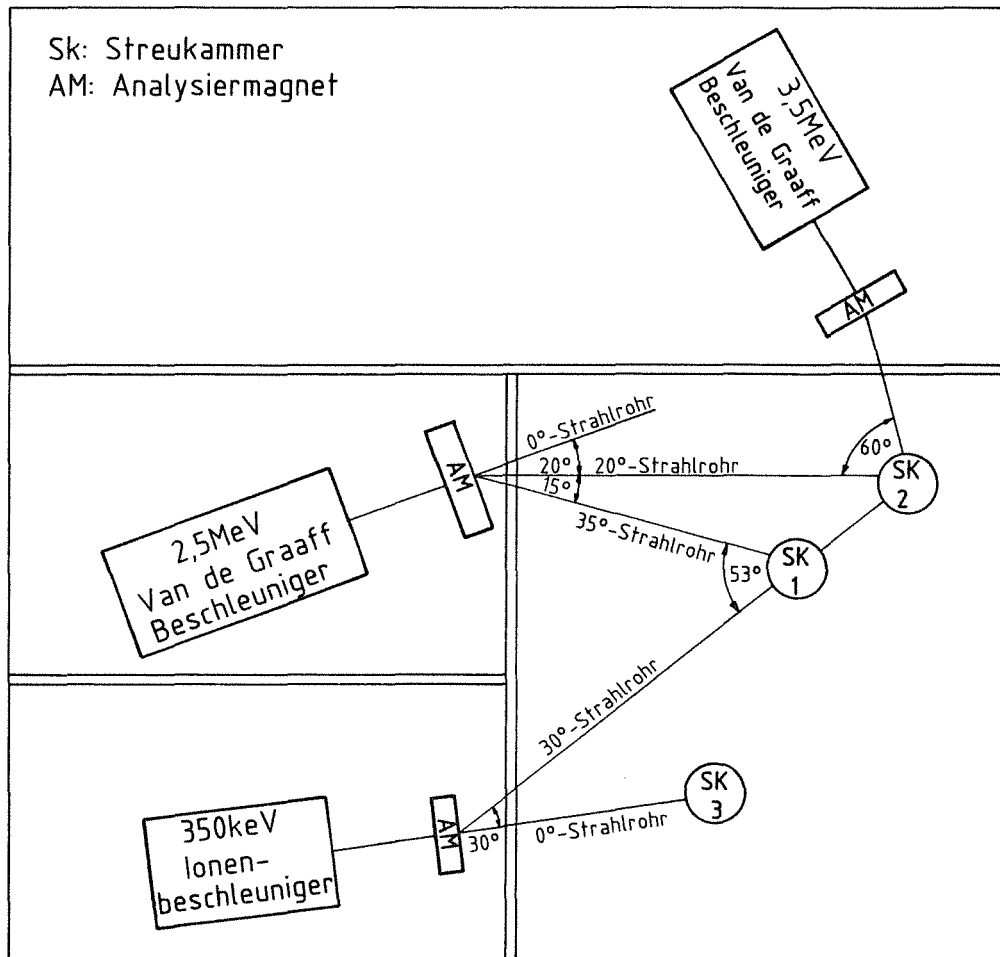 Sk: Streukammer
AM: Analysiermagnet
3,5MeV
Van de Graaff
Beschleuniger
AM
0°-Strahlrohr
20°
20°-Strahlrohr
15°
35°-Strahlrohr
60°
SK
2
AM
2,5MeV
Van de Graaff
Beschleuniger
SK
1
53°
30°-Strahlrohr
SK
3
350keV
Ionen-
beschleuniger
AM
30°
0°-Strahlrohr